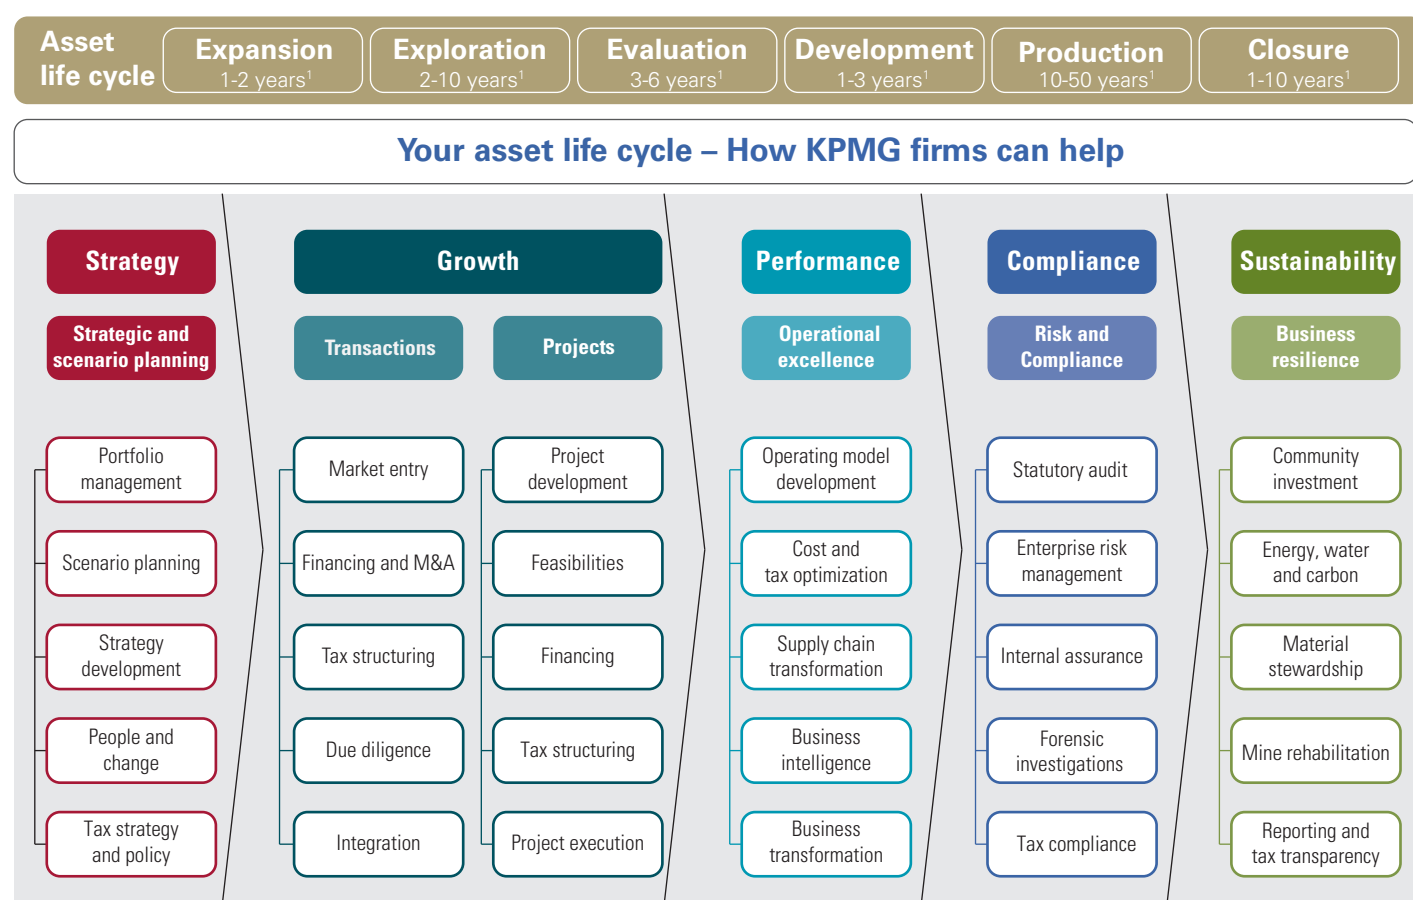 Asset
life cycle
Expansion
1-2 years¹
Exploration
2-10 years¹
Evaluation
3-6 years¹
Development
1-3 years¹
Production
10-50 years¹
Closure
1-10 years¹
Your asset life cycle – How KPMG firms can help
Strategy
Strategic and
scenario planning
Portfolio
management
Scenario planning
Strategy
development
People and
change
Tax strategy
and policy
Growth
Transactions
Market entry
Financing and M&A
Tax structuring
Due diligence
Integration
Projects
Project
development
Feasibilities
Financing
Tax structuring
Project execution
Performance
Operational
excellence
Operating model
development
Cost and
tax optimization
Supply chain
transformation
Business
intelligence
Business
transformation
Compliance
Risk and
Compliance
Statutory audit
Enterprise risk
management
Internal assurance
Forensic
investigations
Tax compliance
Sustainability
Business
resilience
Community
investment
Energy, water
and carbon
Material
stewardship
Mine rehabilitation
Reporting and
tax transparency